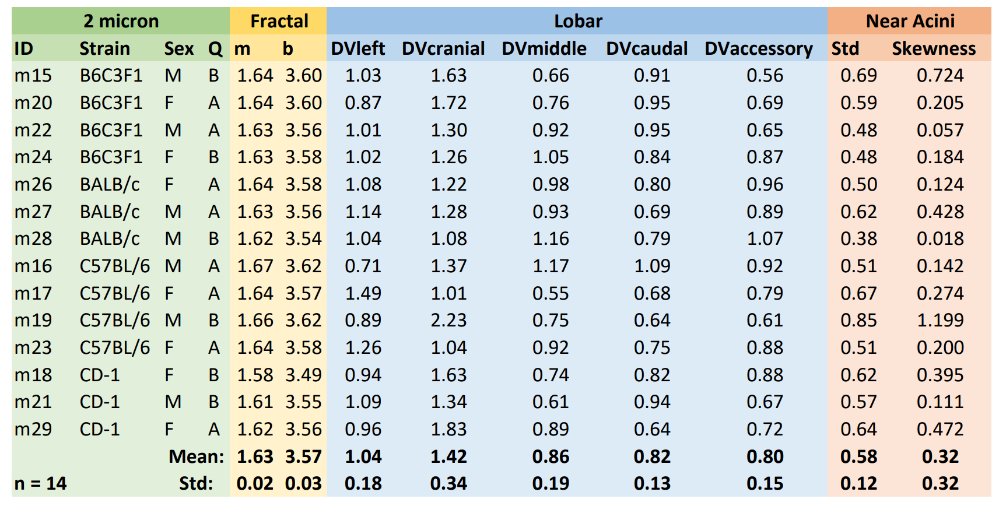 2 micron Fractal Lobar Near Acini
ID Strain Sex Q m b DVleft DVcranial DVmiddle DVcaudal DVaccessory Std Skewness
m15 B6C3F1 M B 1.64 3.60 1.03 1.63 0.66 0.91 0.56 0.69 0.724
m20 B6C3F1 F A 1.64 3.60 0.87 1.72 0.76 0.95 0.69 0.59 0.205
m22 B6C3F1 M A 1.63 3.56 1.01 1.30 0.92 0.95 0.65 0.48 0.057
m24 B6C3F1 F B 1.63 3.58 1.02 1.26 1.05 0.84 0.87 0.48 0.184
m26 BALB/c F A 1.64 3.58 1.08 1.22 0.98 0.80 0.96 0.50 0.124
m27 BALB/c M A 1.63 3.56 1.14 1.28 0.93 0.69 0.89 0.62 0.428
m28 BALB/c M B 1.62 3.54 1.04 1.08 1.16 0.79 1.07 0.38 0.018
m16 C57BL/6 M A 1.67 3.62 0.71 1.37 1.17 1.09 0.92 0.51 0.142
m17 C57BL/6 F A 1.64 3.57 1.49 1.01 0.55 0.68 0.79 0.67 0.274
m19 C57BL/6 M B 1.66 3.62 0.89 2.23 0.75 0.64 0.61 0.85 1.199
m23 C57BL/6 F A 1.64 3.58 1.26 1.04 0.92 0.75 0.88 0.51 0.200
m18 CD-1 F B 1.58 3.49 0.94 1.63 0.74 0.82 0.88 0.62 0.395
m21 CD-1 M B 1.61 3.55 1.09 1.34 0.61 0.94 0.67 0.57 0.111
m29 CD-1 F A 1.62 3.56 0.96 1.83 0.89 0.64 0.72 0.64 0.472
Mean: 1.63 3.57 1.04 1.42 0.86 0.82 0.80 0.58 0.32
n = 14 Std: 0.02 0.03 0.18 0.34 0.19 0.13 0.15 0.12 0.32